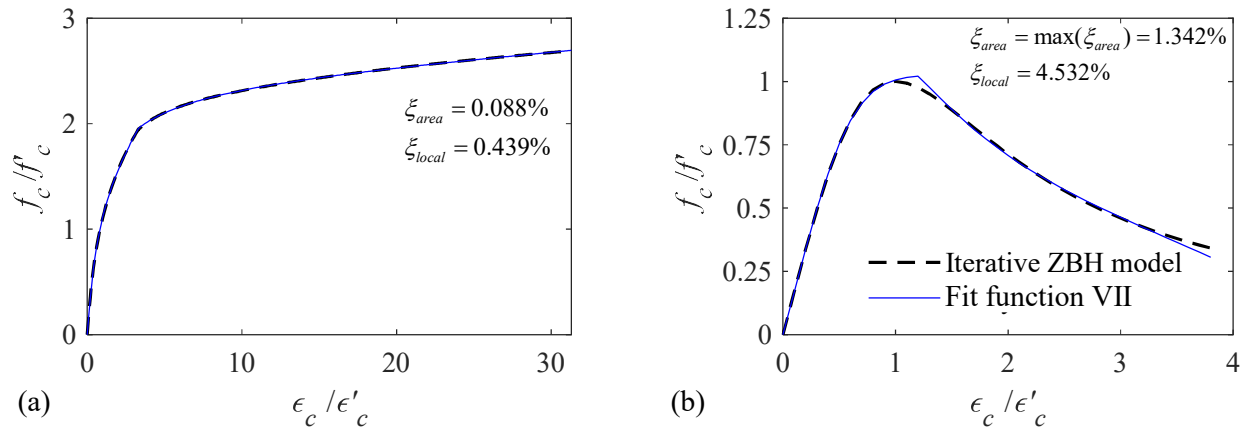 3
2
1
0
0
10
20
30
f_c/f'_c
ϵ_c/ϵ'_c
ξ_area = 0.088%
ξ_local = 0.439%
(a)
1.25
1
0.75
0.5
0.25
0
0
1
2
3
4
f_c/f'_c
ϵ_c/ϵ'_c
ξ_area = max(ξ_area) = 1.342%
ξ_local = 4.532%
Iterative ZBH model
Fit function VII
(b)